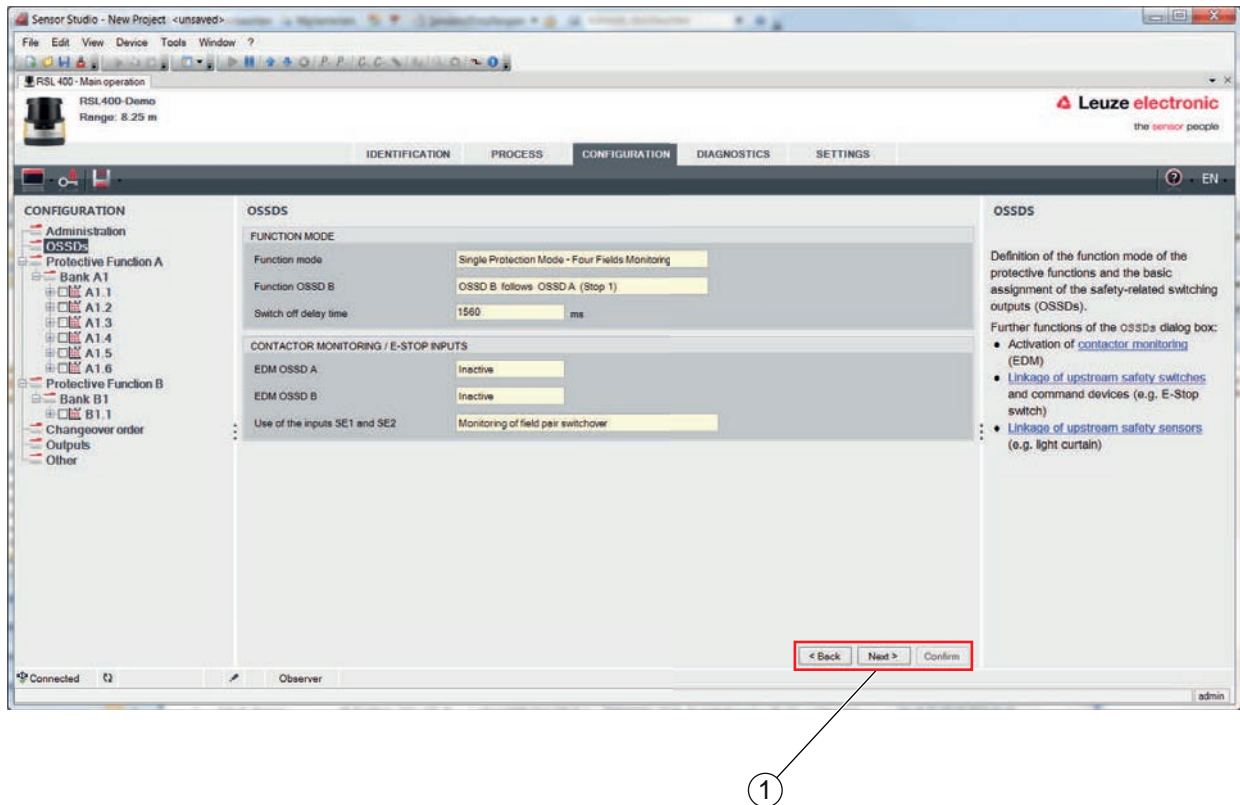 Sensor Studio - New Project <unsaved>
File Edit View Device Tools Window ?
RSL 400 - Main operation
RSL400-Demo
Range: 8.25 m
Leuze electronic
the sensor people
IDENTIFICATION PROCESS CONFIGURATION DIAGNOSTICS SETTINGS
EN
CONFIGURATION
Administration
OSSDs
Protective Function A
Bank A1
A1.1
A1.2
A1.3
A1.4
A1.5
A1.6
Protective Function B
Bank B1
B1.1
Changeover order
Outputs
Other
OSSDS
FUNCTION MODE
Function mode Single Protection Mode - Four Fields Monitoring
Function OSSD B OSSD B follows OSSD A (Stop 1)
Switch off delay time 1560 ms
CONTACTOR MONITORING / E-STOP INPUTS
EDM OSSD A Inactive
EDM OSSD B Inactive
Use of the inputs SE1 and SE2 Monitoring of field pair switchover
< Back Next > Confirm
OSSDS
Definition of the function mode of the
protective functions and the basic
assignment of the safety-related switching
outputs (OSSDs).
Further functions of the OSSDs dialog box:
• Activation of contactor monitoring
(EDM)
• Linkage of upstream safety switches
and command devices (e.g. E-Stop
switch)
• Linkage of upstream safety sensors
(e.g. light curtain)
Connected Observer
admin
1